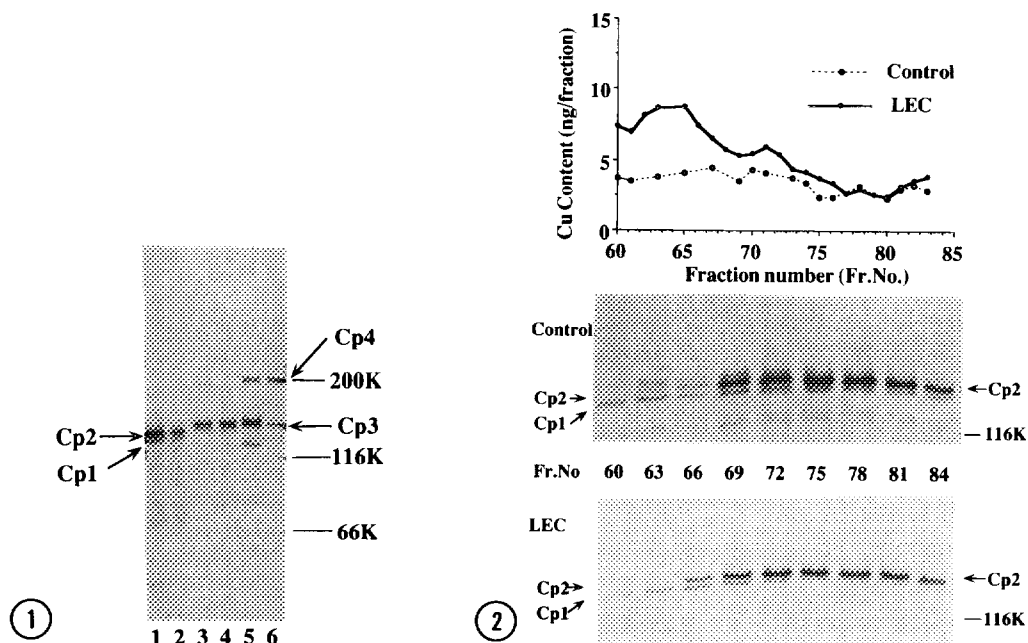 Cp4
200K
Cp2
Cp3
Cp1
116K
66K
1
1 2 3 4 5 6
15
10
5
0
Cu Content (ng/fraction)
Control
LEC
60 65 70 75 80 85
Fraction number (Fr.No.)
Control
Cp2
Cp1
Cp2
116K
Fr.No 60 63 66 69 72 75 78 81 84
LEC
Cp2
Cp1
Cp2
116K
2